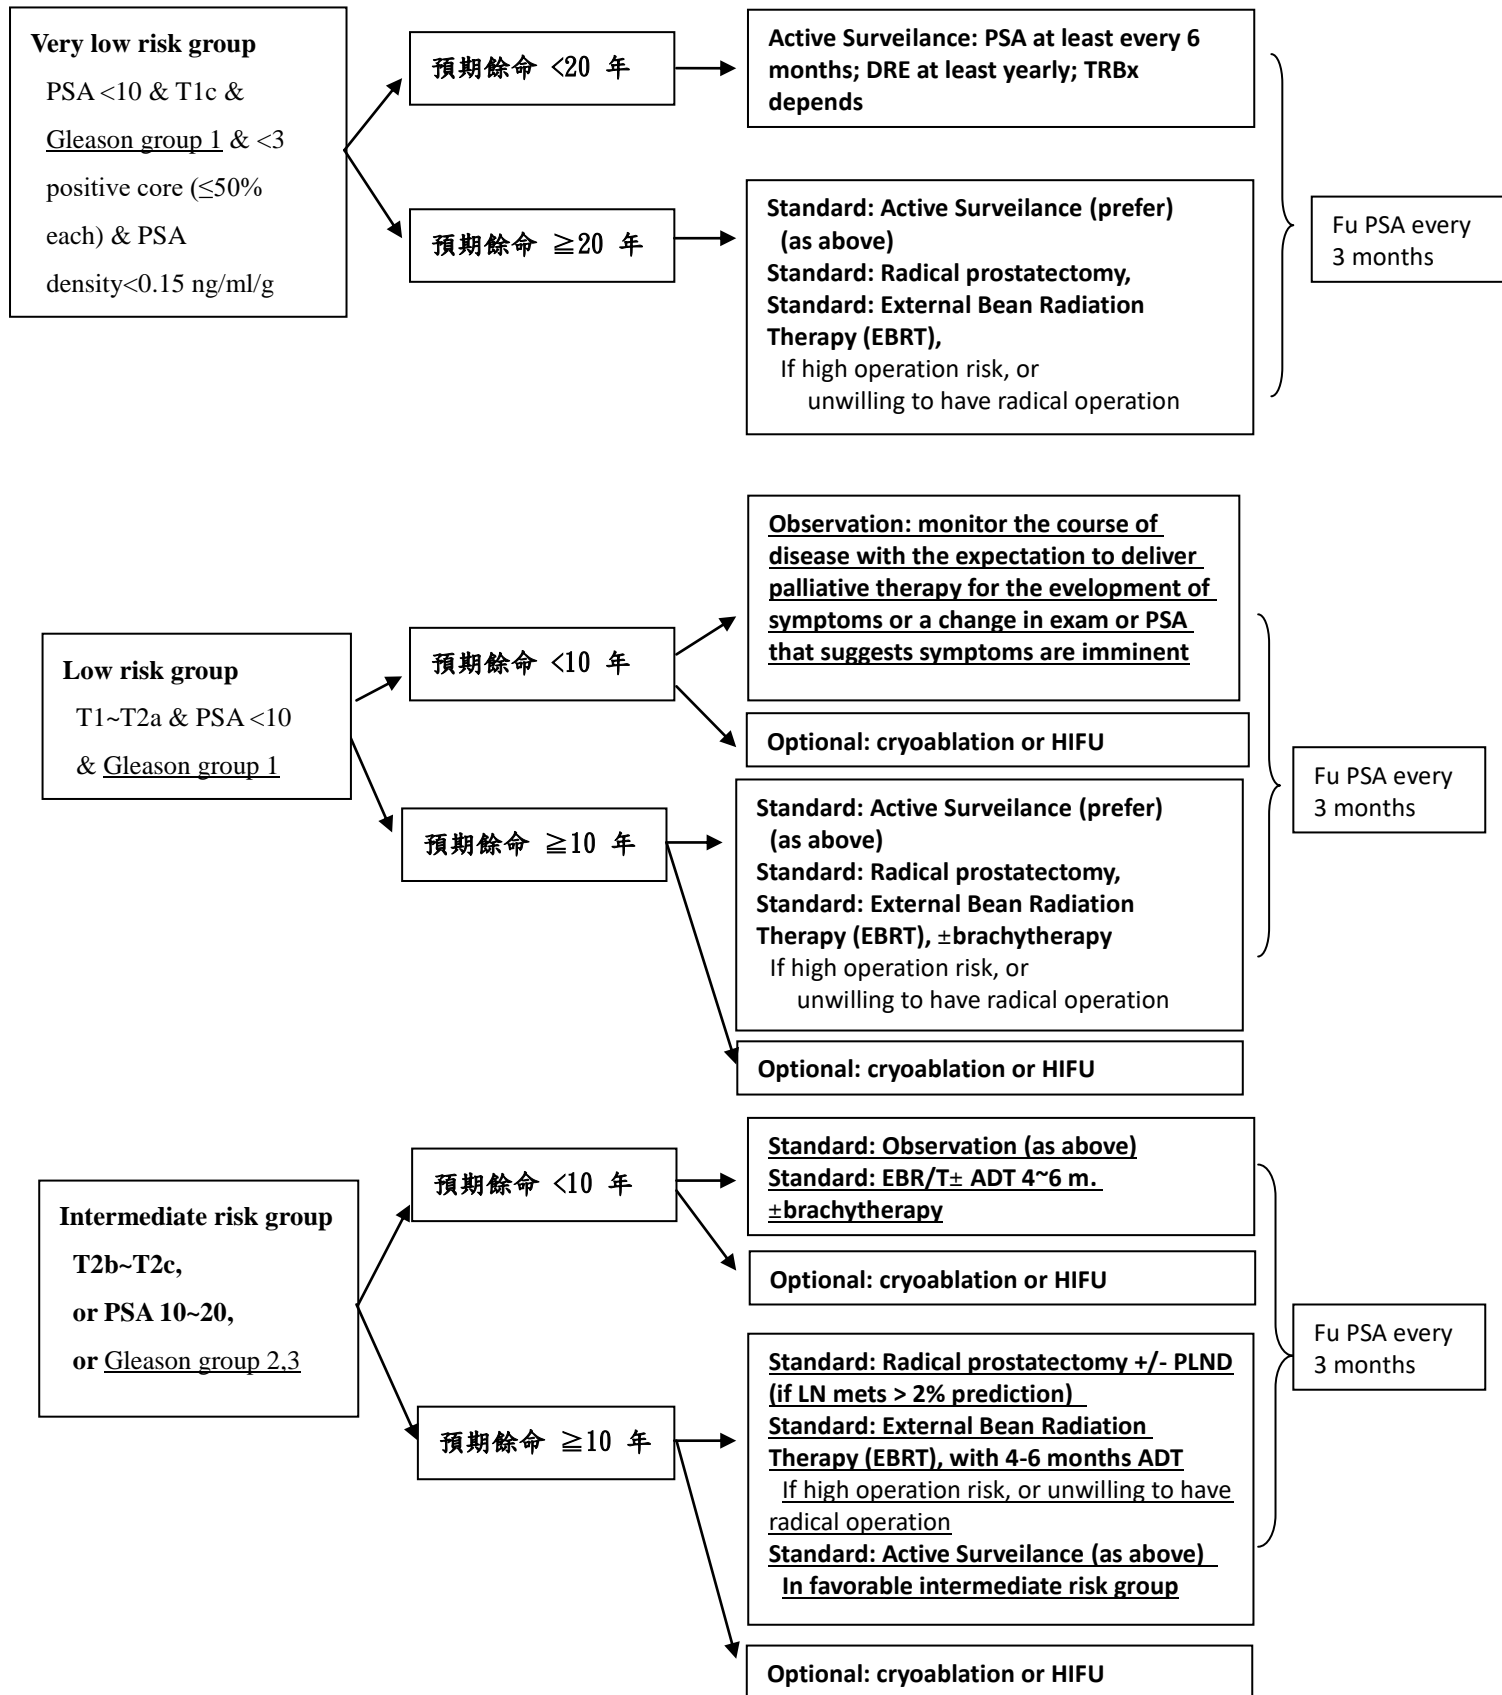 Very low risk group
PSA <10 & T1c &
Gleason group 1 & <3
positive core (≤50%
each) & PSA
density<0.15 ng/ml/g
預期餘命 <20 年
Active Surveilance: PSA at least every 6
months; DRE at least yearly; TRBx
depends
預期餘命 ≧20 年
Standard: Active Surveilance (prefer)
(as above)
Standard: Radical prostatectomy,
Standard: External Bean Radiation
Therapy (EBRT),
If high operation risk, or
unwilling to have radical operation
Fu PSA every
3 months
Low risk group
T1~T2a & PSA <10
& Gleason group 1
預期餘命 <10 年
Observation: monitor the course of
disease with the expectation to deliver
palliative therapy for the evelopment of
symptoms or a change in exam or PSA
that suggests symptoms are imminent
Optional: cryoablation or HIFU
預期餘命 ≧10 年
Standard: Active Surveilance (prefer)
(as above)
Standard: Radical prostatectomy,
Standard: External Bean Radiation
Therapy (EBRT), ±brachytherapy
If high operation risk, or
unwilling to have radical operation
Optional: cryoablation or HIFU
Fu PSA every
3 months
Intermediate risk group
T2b~T2c,
or PSA 10~20,
or Gleason group 2,3
預期餘命 <10 年
Standard: Observation (as above)
Standard: EBR/T± ADT 4~6 m.
±brachytherapy
Optional: cryoablation or HIFU
預期餘命 ≧10 年
Standard: Radical prostatectomy +/- PLND
(if LN mets > 2% prediction)
Standard: External Bean Radiation
Therapy (EBRT), with 4-6 months ADT
If high operation risk, or unwilling to have
radical operation
Standard: Active Surveilance (as above)
In favorable intermediate risk group
Optional: cryoablation or HIFU
Fu PSA every
3 months